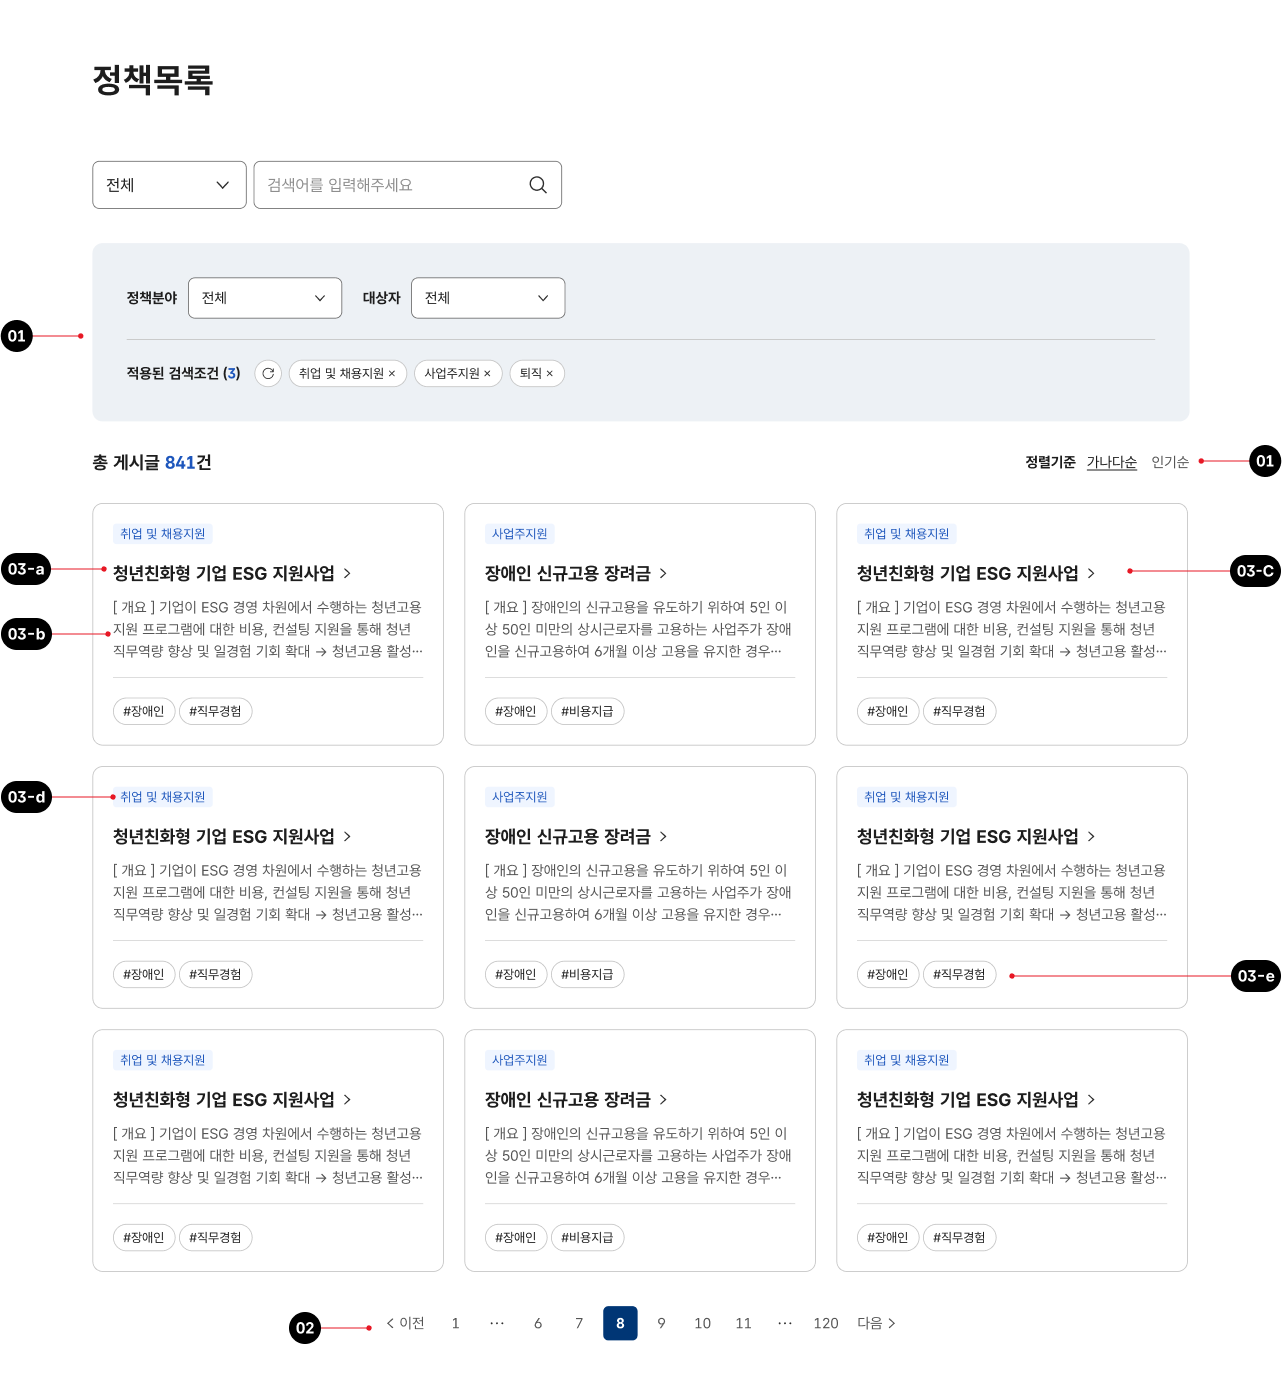 정책목록
전체
검색어를 입력해주세요
정책분야 전체 대상자 전체
01
적용된 검색조건 (3) 취업 및 채용지원 × 사업주지원 × 퇴직 ×
총 게시글 841건
정렬기준 가나다순 인기순
01
취업 및 채용지원
03-a
청년친화형 기업 ESG 지원사업 >
03-b
[ 개요 ] 기업이 ESG 경영 차원에서 수행하는 청년고용
지원 프로그램에 대한 비용, 컨설팅 지원을 통해 청년
직무역량 향상 및 일경험 기회 확대 → 청년고용 활성···
#장애인 #직무경험
사업주지원
장애인 신규고용 장려금 >
[ 개요 ] 장애인의 신규고용을 유도하기 위하여 5인 이
상 50인 미만의 상시근로자를 고용하는 사업주가 장애
인을 신규고용하여 6개월 이상 고용을 유지한 경우···
#장애인 #비용지급
취업 및 채용지원
청년친화형 기업 ESG 지원사업 >
03-C
[ 개요 ] 기업이 ESG 경영 차원에서 수행하는 청년고용
지원 프로그램에 대한 비용, 컨설팅 지원을 통해 청년
직무역량 향상 및 일경험 기회 확대 → 청년고용 활성···
#장애인 #직무경험
03-d
취업 및 채용지원
청년친화형 기업 ESG 지원사업 >
[ 개요 ] 기업이 ESG 경영 차원에서 수행하는 청년고용
지원 프로그램에 대한 비용, 컨설팅 지원을 통해 청년
직무역량 향상 및 일경험 기회 확대 → 청년고용 활성···
#장애인 #직무경험
사업주지원
장애인 신규고용 장려금 >
[ 개요 ] 장애인의 신규고용을 유도하기 위하여 5인 이
상 50인 미만의 상시근로자를 고용하는 사업주가 장애
인을 신규고용하여 6개월 이상 고용을 유지한 경우···
#장애인 #비용지급
취업 및 채용지원
청년친화형 기업 ESG 지원사업 >
[ 개요 ] 기업이 ESG 경영 차원에서 수행하는 청년고용
지원 프로그램에 대한 비용, 컨설팅 지원을 통해 청년
직무역량 향상 및 일경험 기회 확대 → 청년고용 활성···
#장애인 #직무경험
03-e
취업 및 채용지원
청년친화형 기업 ESG 지원사업 >
[ 개요 ] 기업이 ESG 경영 차원에서 수행하는 청년고용
지원 프로그램에 대한 비용, 컨설팅 지원을 통해 청년
직무역량 향상 및 일경험 기회 확대 → 청년고용 활성···
#장애인 #직무경험
사업주지원
장애인 신규고용 장려금 >
[ 개요 ] 장애인의 신규고용을 유도하기 위하여 5인 이
상 50인 미만의 상시근로자를 고용하는 사업주가 장애
인을 신규고용하여 6개월 이상 고용을 유지한 경우···
#장애인 #비용지급
취업 및 채용지원
청년친화형 기업 ESG 지원사업 >
[ 개요 ] 기업이 ESG 경영 차원에서 수행하는 청년고용
지원 프로그램에 대한 비용, 컨설팅 지원을 통해 청년
직무역량 향상 및 일경험 기회 확대 → 청년고용 활성···
#장애인 #직무경험
02
< 이전 1 ··· 6 7 8 9 10 11 ··· 120 다음 >